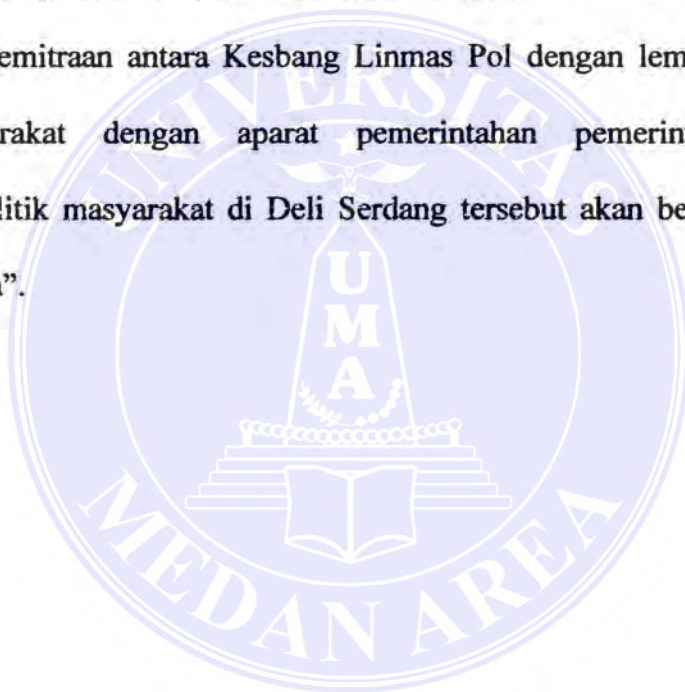 emitraan antara Kesbang Linmas Pol dengan lem
rakat dengan aparat pemerintahan pemerin
litik masyarakat di Deli Serdang tersebut akan be
”.
UNIVERSITAS
U
M
A
MEDAN AREA